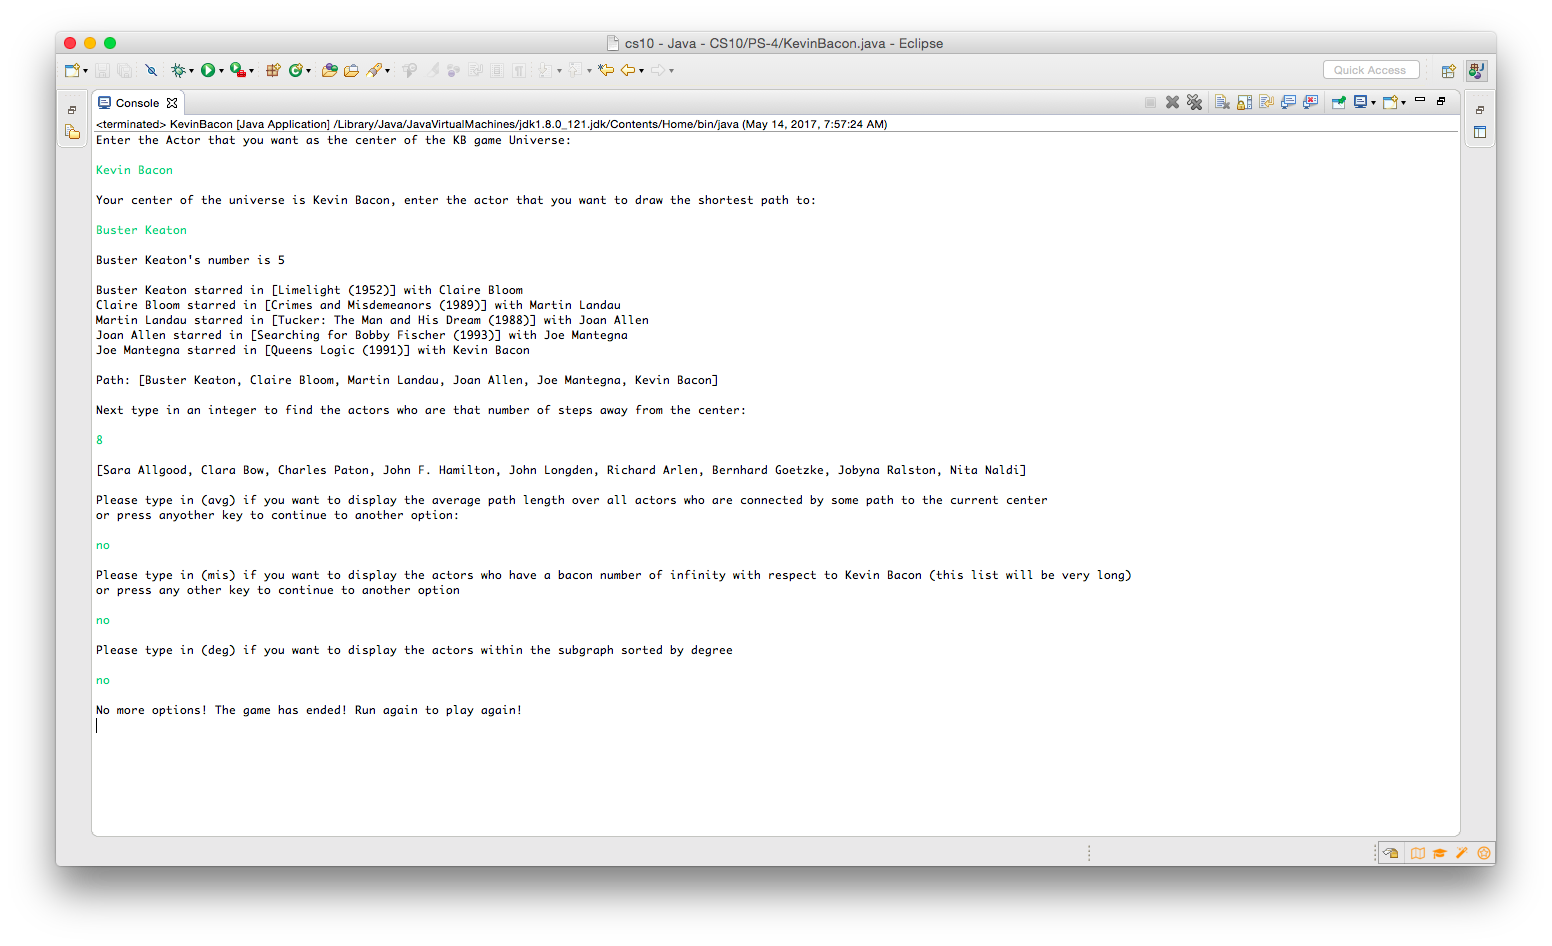 cs10 - Java - CS10/PS-4/KevinBacon.java - Eclipse
Quick Access
Console
<terminated> KevinBacon [Java Application] /Library/Java/JavaVirtualMachines/jdk1.8.0_121.jdk/Contents/Home/bin/java (May 14, 2017, 7:57:24 AM)
Enter the Actor that you want as the center of the KB game Universe:
Kevin Bacon
Your center of the universe is Kevin Bacon, enter the actor that you want to draw the shortest path to:
Buster Keaton
Buster Keaton's number is 5
Buster Keaton starred in [Limelight (1952)] with Claire Bloom
Claire Bloom starred in [Crimes and Misdemeanors (1989)] with Martin Landau
Martin Landau starred in [Tucker: The Man and His Dream (1988)] with Joan Allen
Joan Allen starred in [Searching for Bobby Fischer (1993)] with Joe Mantegna
Joe Mantegna starred in [Queens Logic (1991)] with Kevin Bacon
Path: [Buster Keaton, Claire Bloom, Martin Landau, Joan Allen, Joe Mantegna, Kevin Bacon]
Next type in an integer to find the actors who are that number of steps away from the center:
8
[Sara Allgood, Clara Bow, Charles Paton, John F. Hamilton, John Longden, Richard Arlen, Bernhard Goetzke, Jobyna Ralston, Nita Naldi]
Please type in (avg) if you want to display the average path length over all actors who are connected by some path to the current center
or press anyother key to continue to another option:
no
Please type in (mis) if you want to display the actors who have a bacon number of infinity with respect to Kevin Bacon (this list will be very long)
or press any other key to continue to another option
no
Please type in (deg) if you want to display the actors within the subgraph sorted by degree
no
No more options! The game has ended! Run again to play again!